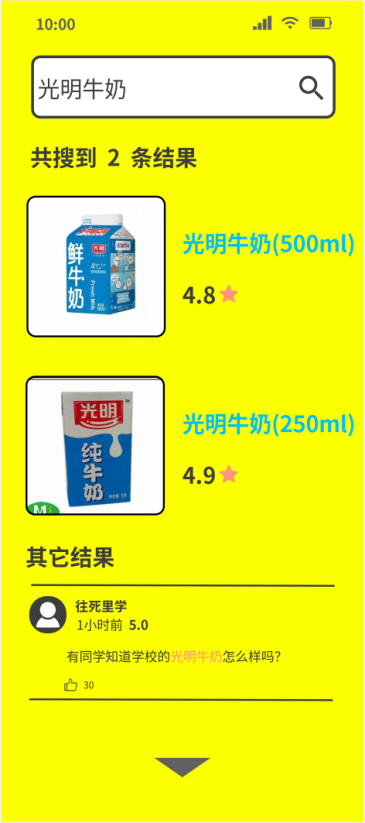 10:00
光明牛奶
共搜到 2 条结果
光明
鲜牛奶
Fresh Milk
光明牛奶(500ml)
4.8
光明
纯牛奶
光明牛奶(250ml)
4.9
其它结果
往死里学
1小时前 5.0
有同学知道学校的光明牛奶怎么样吗?
30